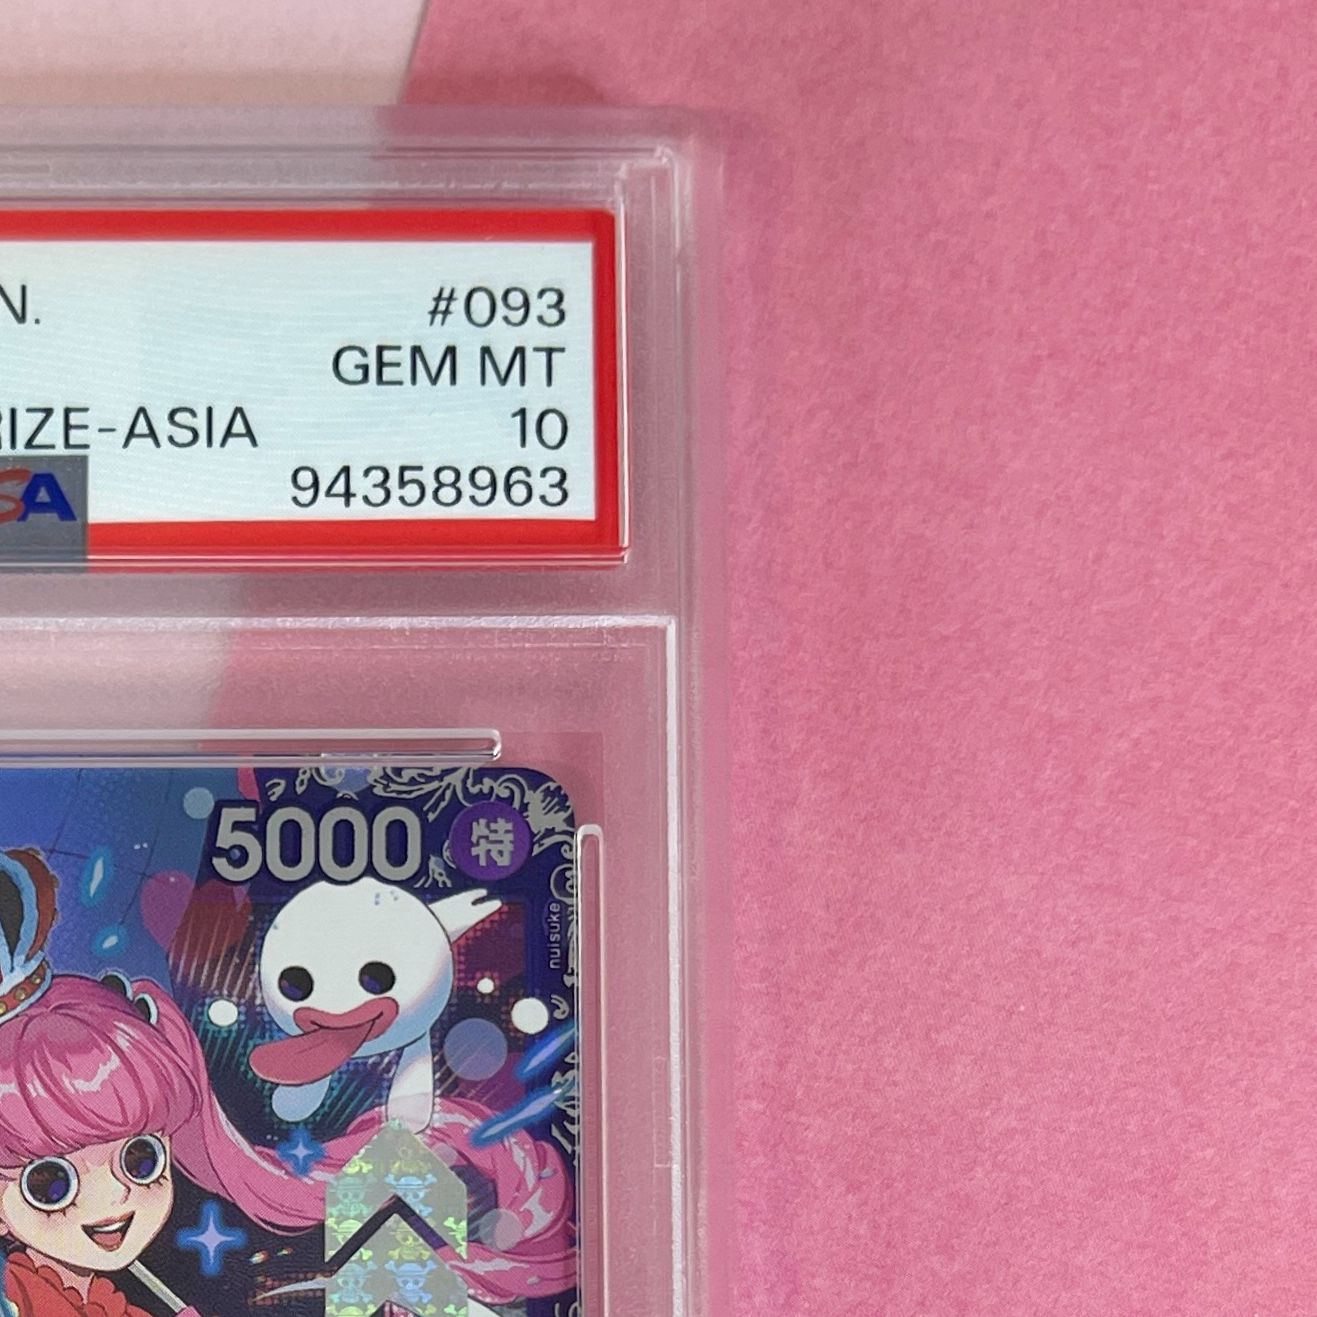 N. #093
GEM MT
RIZE-ASIA 10
SA 94358963
5000 特
nuisuke